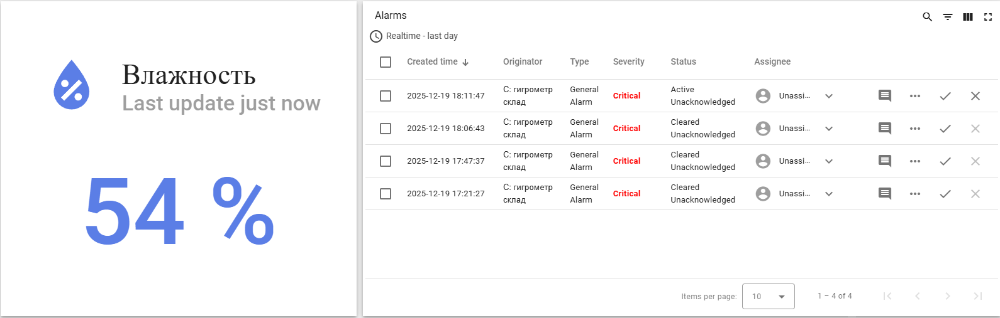 Влажность
Last update just now
54 %
Alarms
Realtime - last day
Created time Originator Type Severity Status Assignee
2025-12-19 18:11:47 С: гигрометр склад General Alarm Critical Active Unacknowledged Unassi...
2025-12-19 18:06:43 С: гигрометр склад General Alarm Critical Cleared Unacknowledged Unassi...
2025-12-19 17:47:37 С: гигрометр склад General Alarm Critical Cleared Unacknowledged Unassi...
2025-12-19 17:21:27 С: гигрометр склад General Alarm Critical Cleared Unacknowledged Unassi...
Items per page: 10 1 – 4 of 4